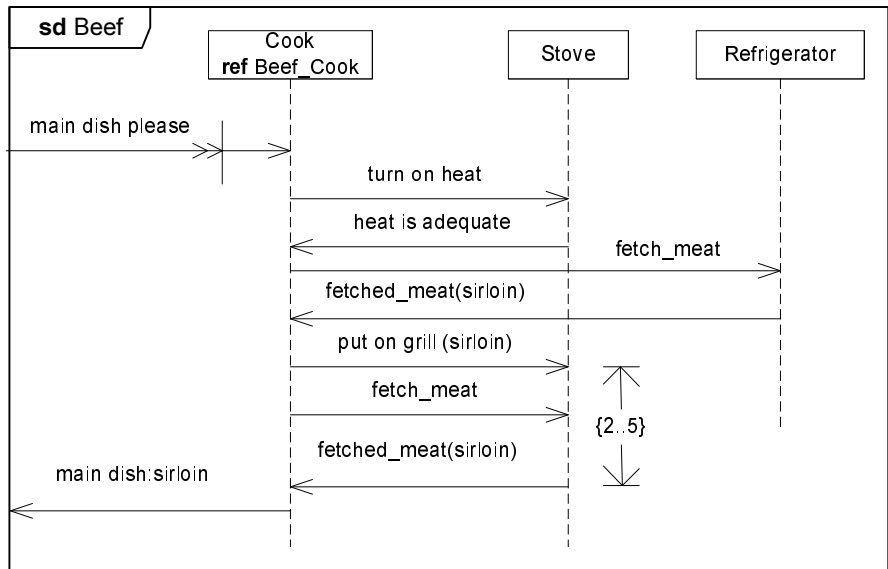 sd Beef
Cook
ref Beef_Cook
Stove
Refrigerator
main dish please
turn on heat
heat is adequate
fetch_meat
fetched_meat(sirloin)
put on grill (sirloin)
fetch_meat
{2..5}
fetched_meat(sirloin)
main dish:sirloin